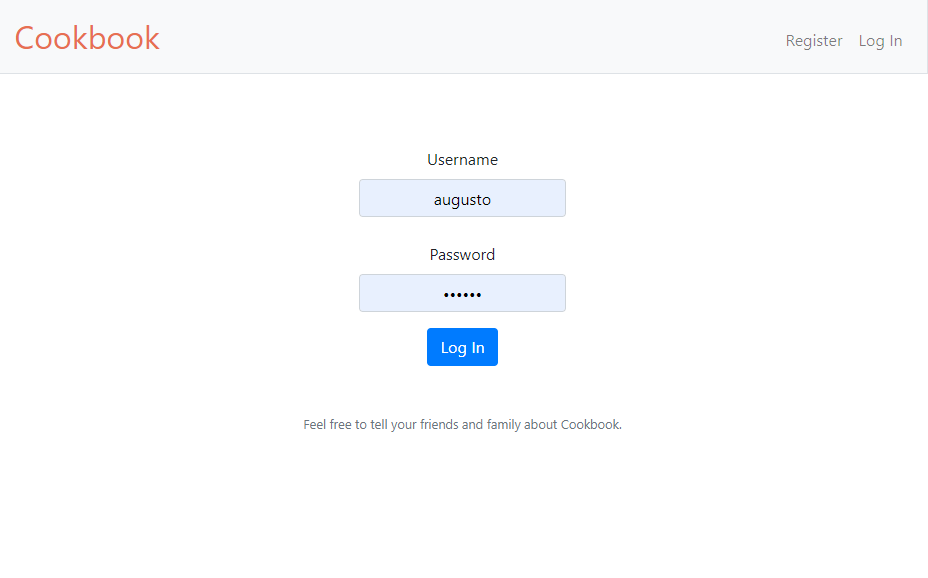 Cookbook
Register Log In
Username
augusto
Password
••••••
Log In
Feel free to tell your friends and family about Cookbook.